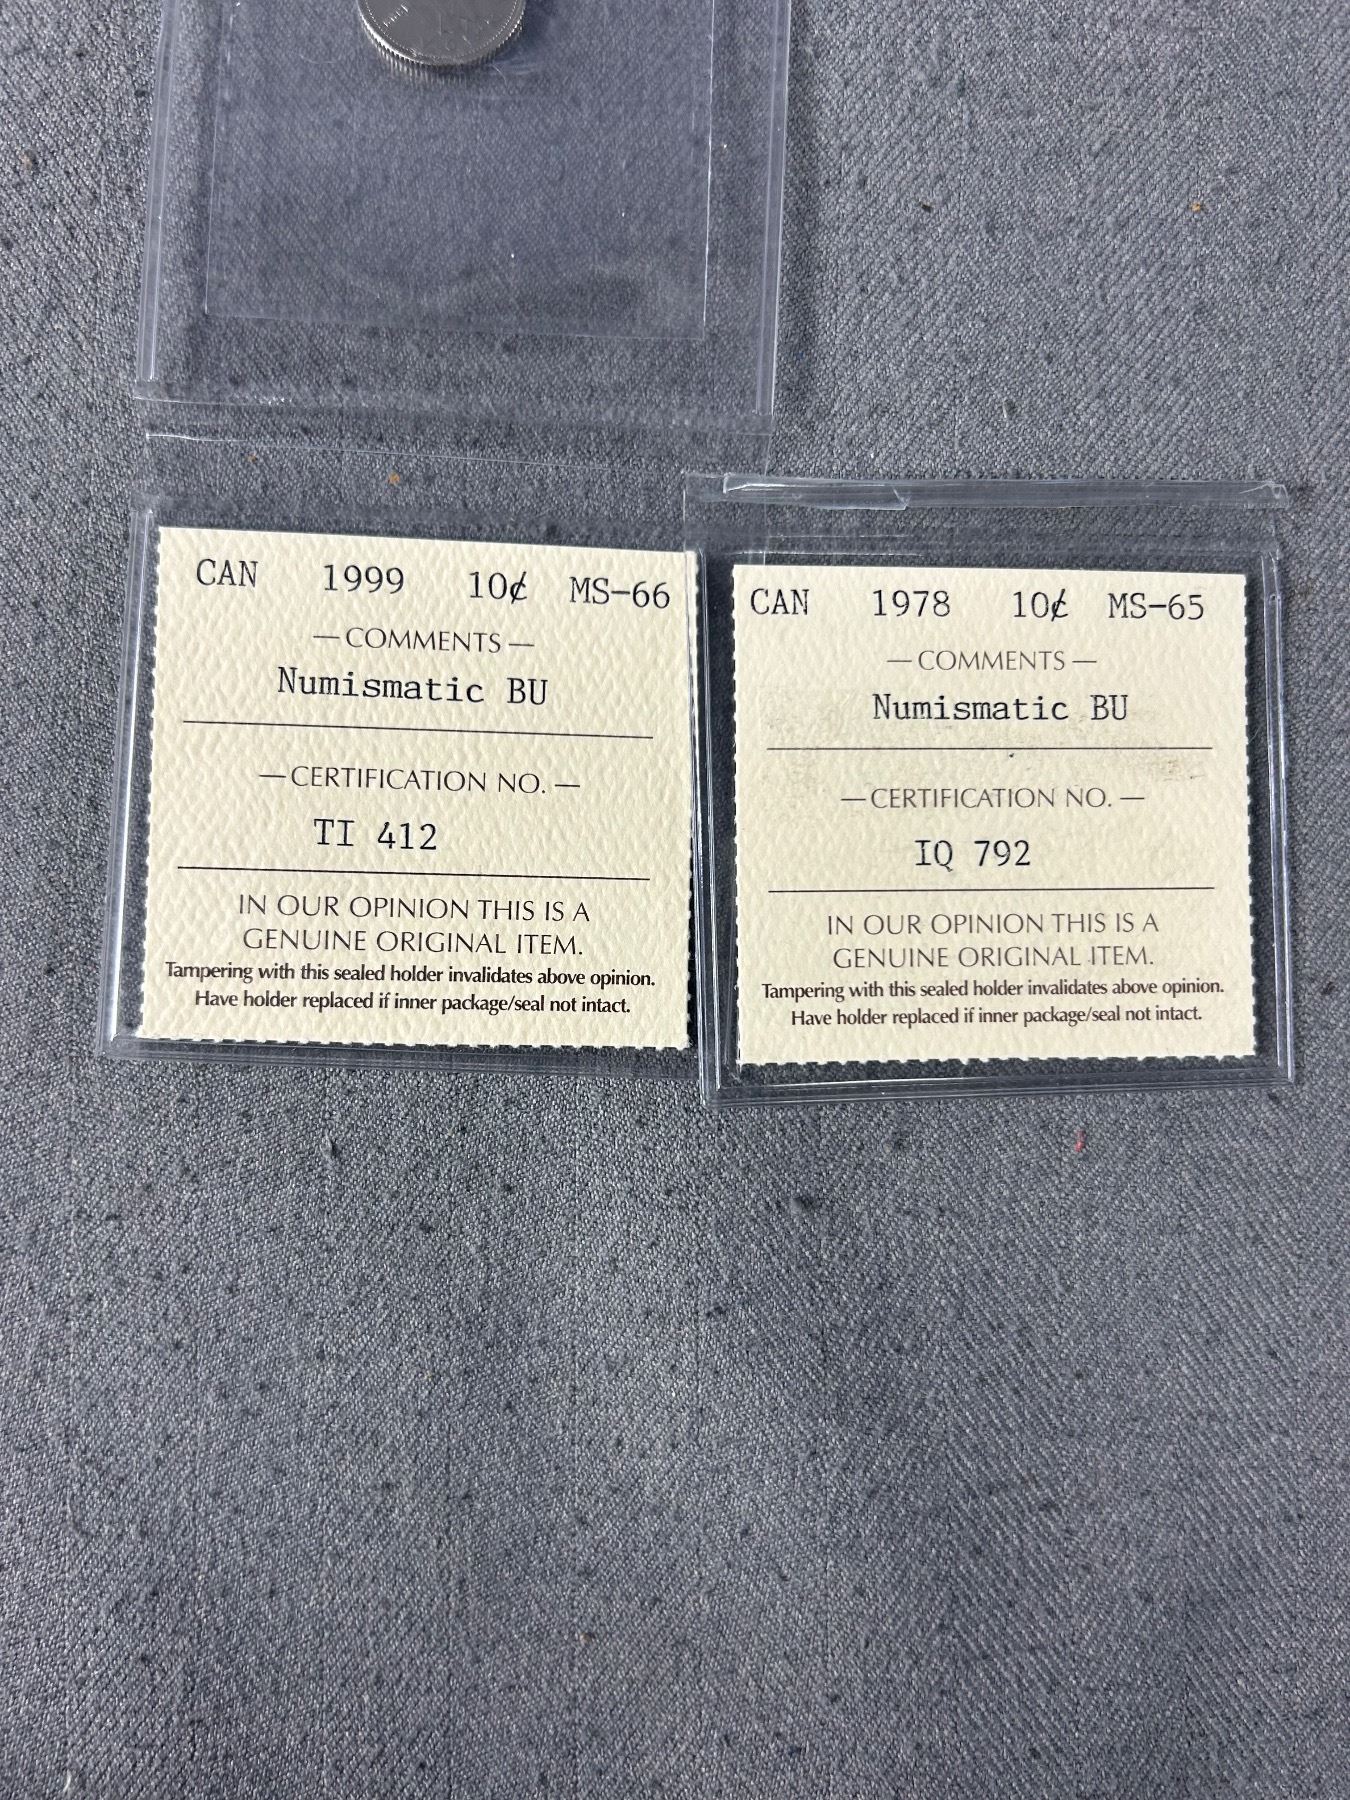 CAN 1999 10¢ MS-66
— COMMENTS —
Numismatic BU
— CERTIFICATION NO. —
TI 412
IN OUR OPINION THIS IS A
GENUINE ORIGINAL ITEM.
Tampering with this sealed holder invalidates above opinion.
Have holder replaced if inner package/seal not intact.
CAN 1978 10¢ MS-65
— COMMENTS —
Numismatic BU
— CERTIFICATION NO. —
IQ 792
IN OUR OPINION THIS IS A
GENUINE ORIGINAL ITEM.
Tampering with this sealed holder invalidates above opinion.
Have holder replaced if inner package/seal not intact.